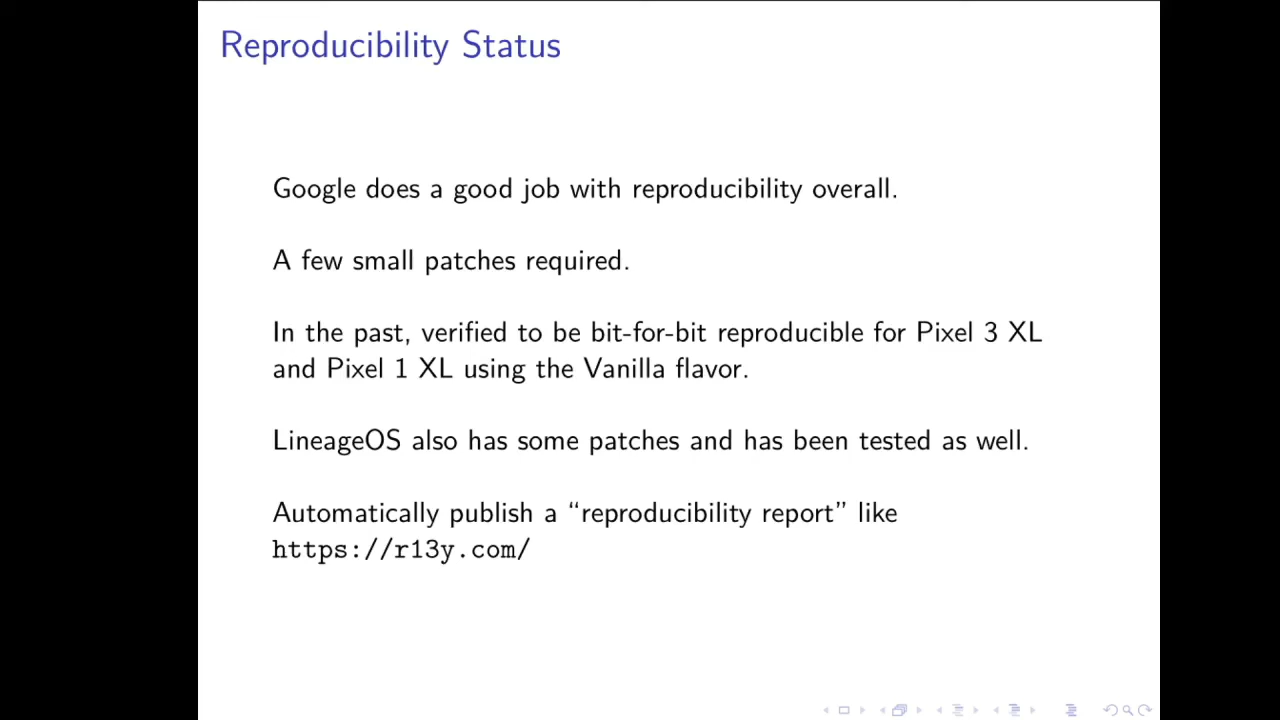 Reproducibility Status
Google does a good job with reproducibility overall.
A few small patches required.
In the past, verified to be bit-for-bit reproducible for Pixel 3 XL
and Pixel 1 XL using the Vanilla flavor.
LineageOS also has some patches and has been tested as well.
Automatically publish a “reproducibility report” like
https://r13y.com/